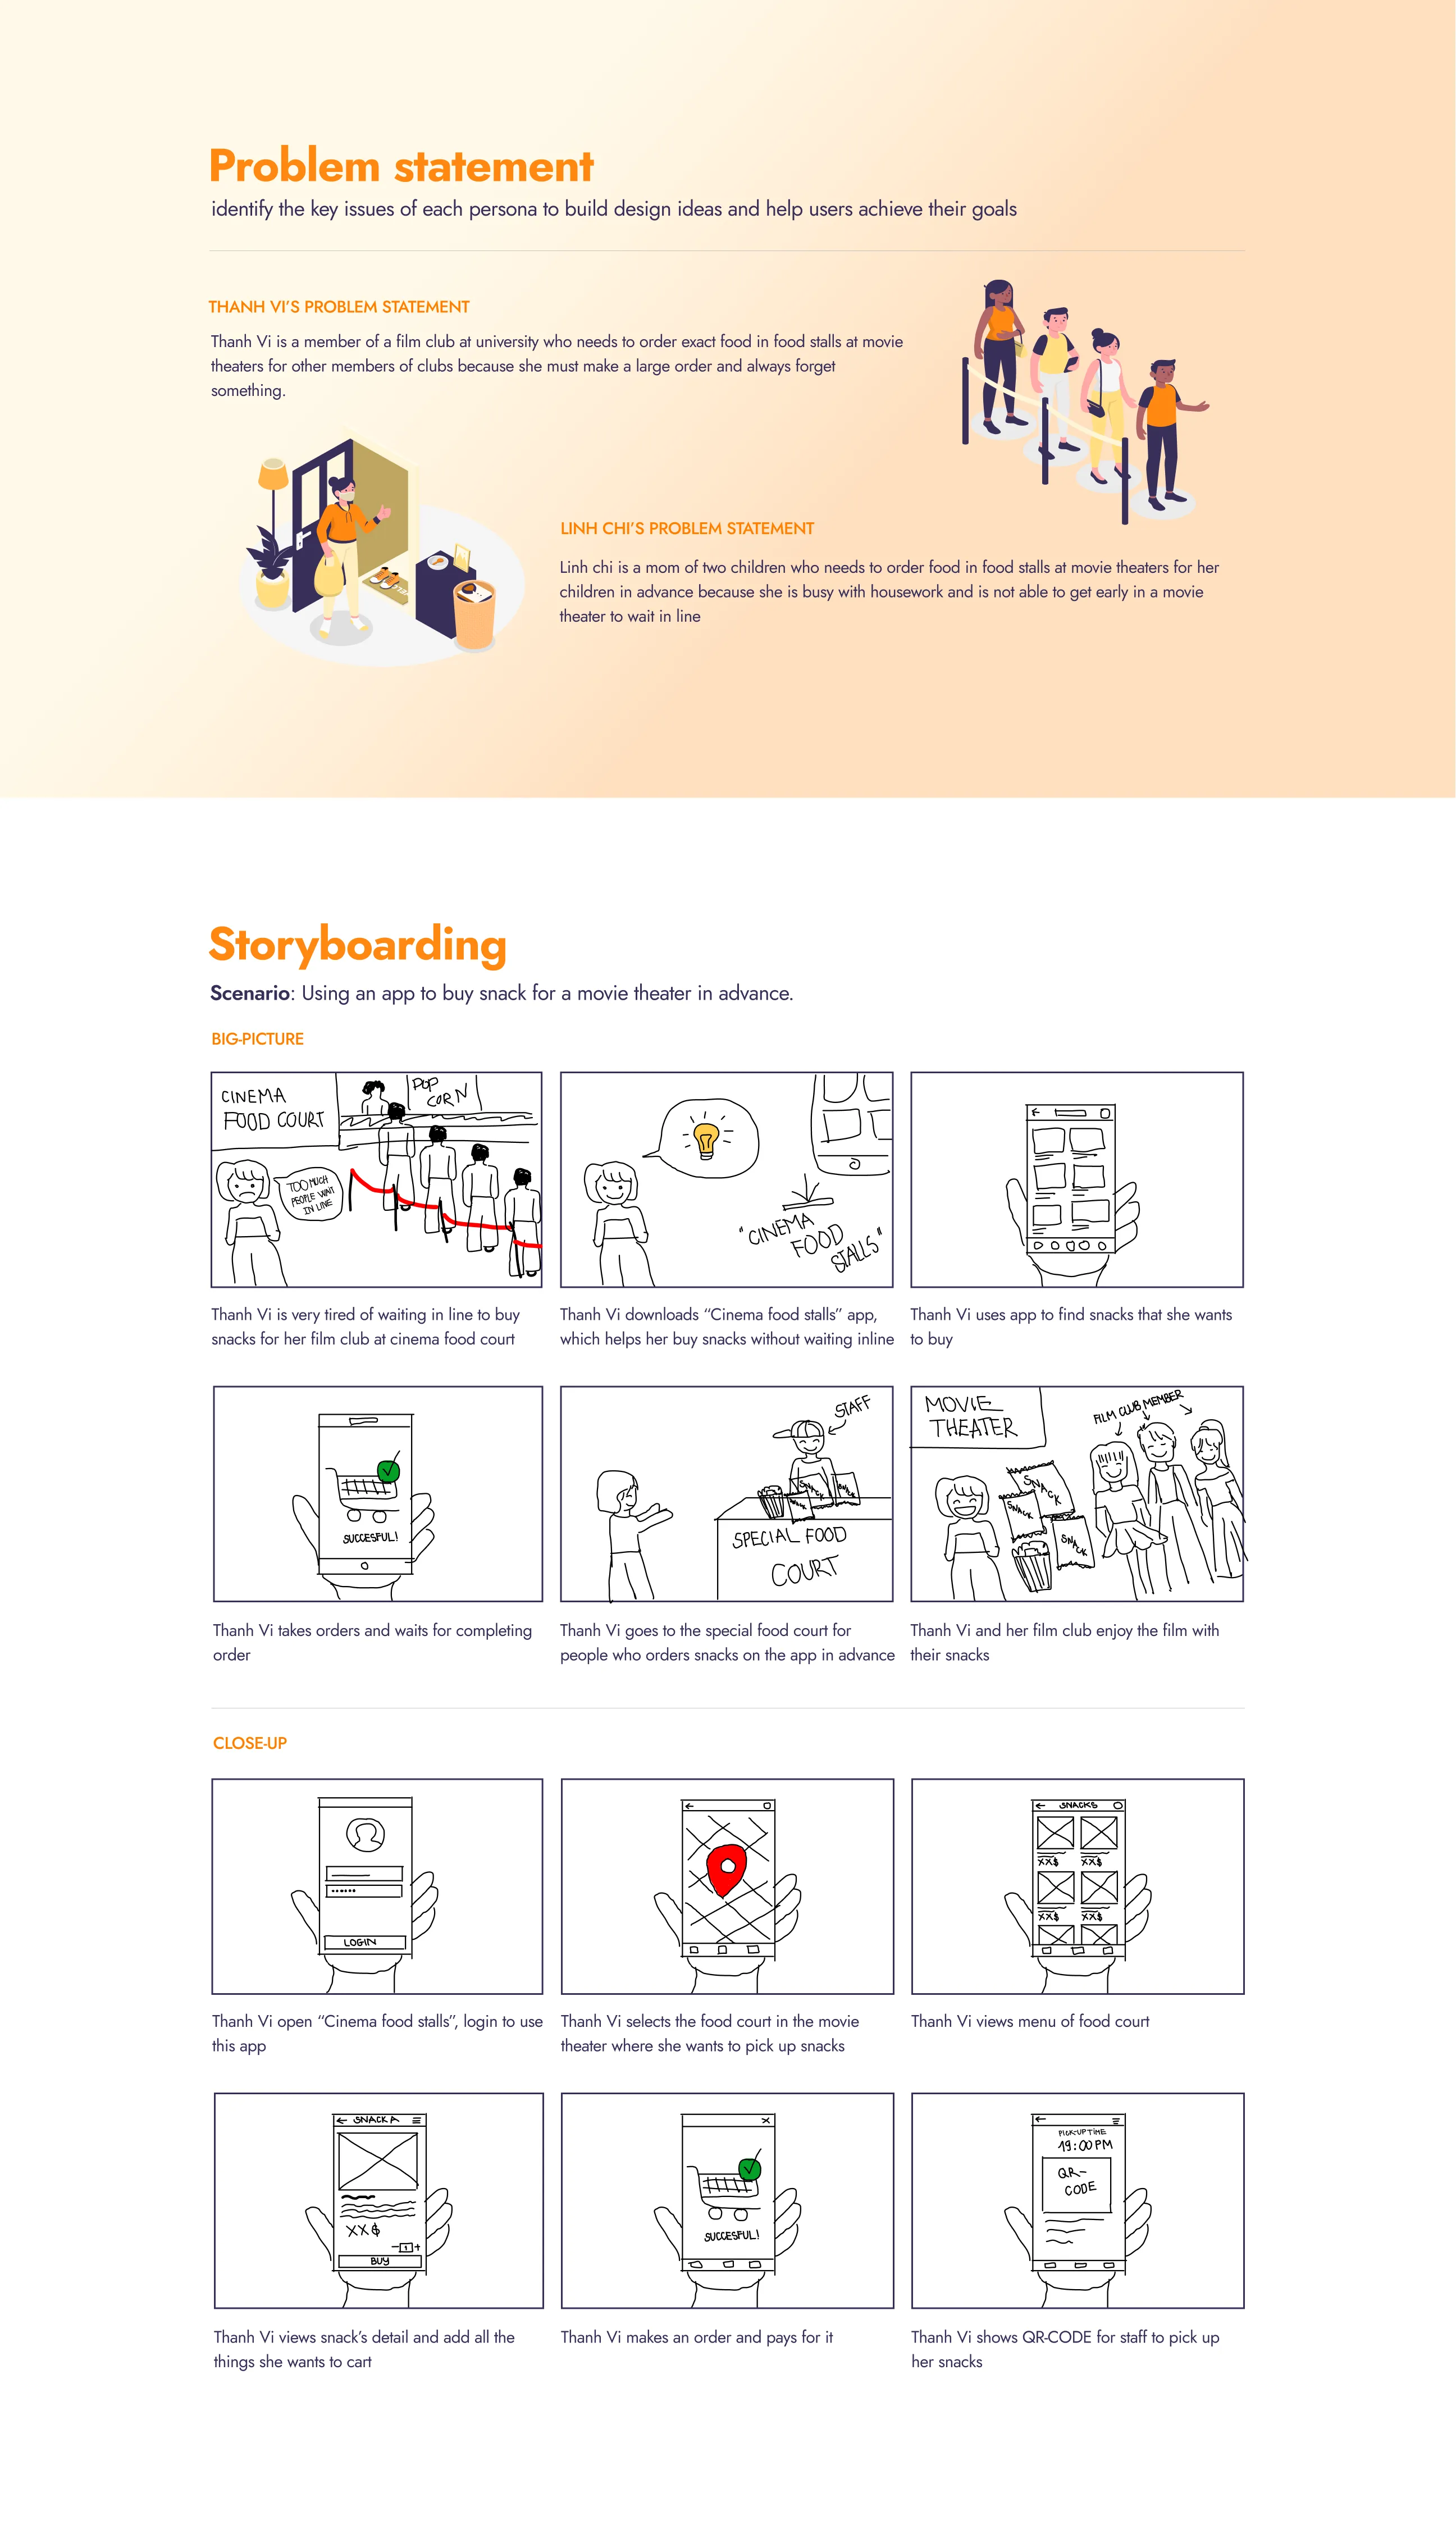 Problem statement
identify the key issues of each persona to build design ideas and help users achieve their goals
THANH VI'S PROBLEM STATEMENT
Thanh Vi is a member of a film club at university who needs to order exact food in food stalls at movie
theaters for other members of clubs because she must make a large order and always forget
something.
LINH CHI'S PROBLEM STATEMENT
Linh chi is a mom of two children who needs to order food in food stalls at movie theaters for her
children in advance because she is busy with housework and is not able to get early in a movie
theater to wait in line
Storyboarding
Scenario: Using an app to buy snack for a movie theater in advance.
BIG-PICTURE
CINEMA
FOOD COURT
POP
CORN
TOO MUCH
PEOPLE WAIT
IN LINE
Thanh Vi is very tired of waiting in line to buy
snacks for her film club at cinema food court
"CINEMA
FOOD
STALLS"
Thanh Vi downloads “Cinema food stalls” app,
which helps her buy snacks without waiting inline
Thanh Vi uses app to find snacks that she wants
to buy
SUCCESFUL!
Thanh Vi takes orders and waits for completing
order
STAFF
SNACK
SNACK
SNACK
SPECIAL FOOD
COURT
Thanh Vi goes to the special food court for
people who orders snacks on the app in advance
MOVIE
THEATER
FILM CLUB MEMBER
SNACK
SNACK
SNACK
Thanh Vi and her film club enjoy the film with
their snacks
CLOSE-UP
LOGIN
Thanh Vi open “Cinema food stalls”, login to use
this app
Thanh Vi selects the food court in the movie
theater where she wants to pick up snacks
SNACKS
XX$ XX$
XX$ XX$
Thanh Vi views menu of food court
SNACK A
XX$
- 1 +
BUY
Thanh Vi views snack's detail and add all the
things she wants to cart
SUCCESFUL!
Thanh Vi makes an order and pays for it
PICK-UP TIME
19:00 PM
QR-
CODE
Thanh Vi shows QR-CODE for staff to pick up
her snacks